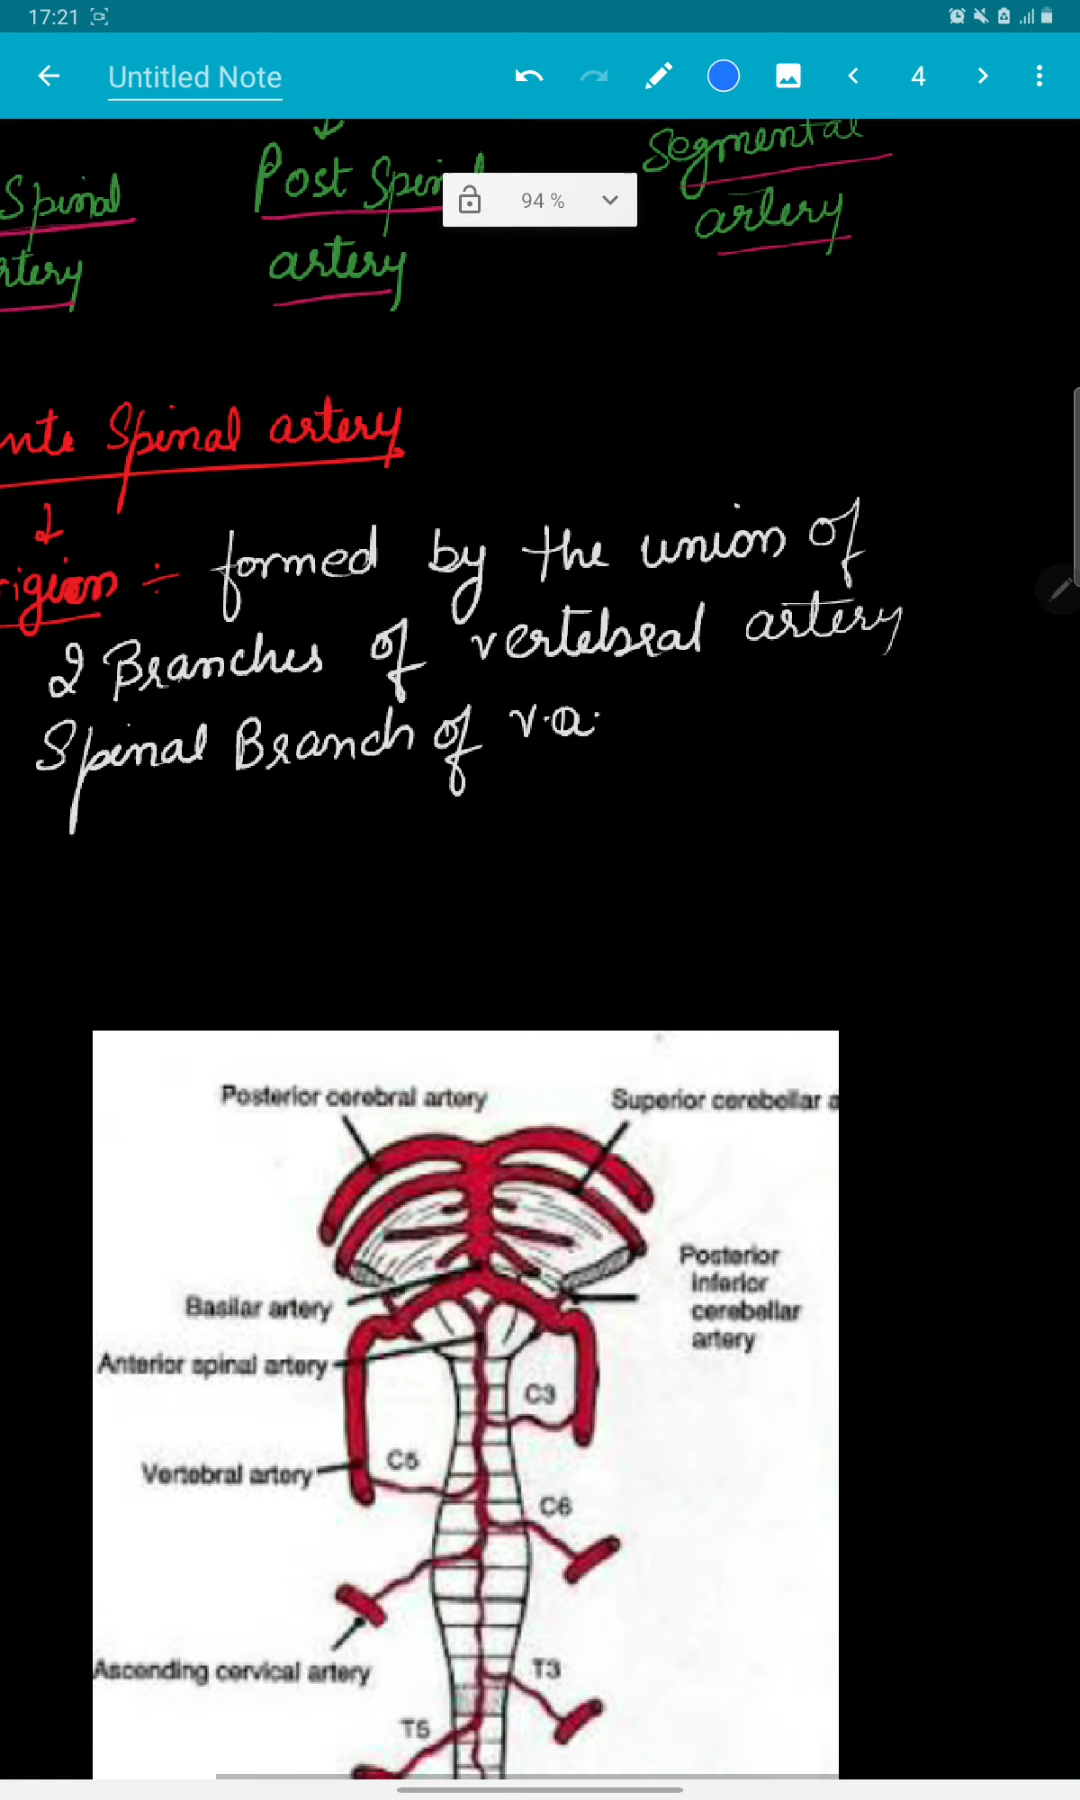 17:21
Untitled Note
4
Spinal
Post Spin
Segmental
94 %
artery
rtery
artery
Spinal artery
formed by the union of
2 Branches of vertebral artery
Spinal Branch of v.a.
Posterior cerebral artery
Superior cerebellar a
Posterior
inferior
cerebellar
artery
Basilar artery
Anterior spinal artery
C3
Vertebral artery
C5
C6
Ascending cervical artery
T3
T5